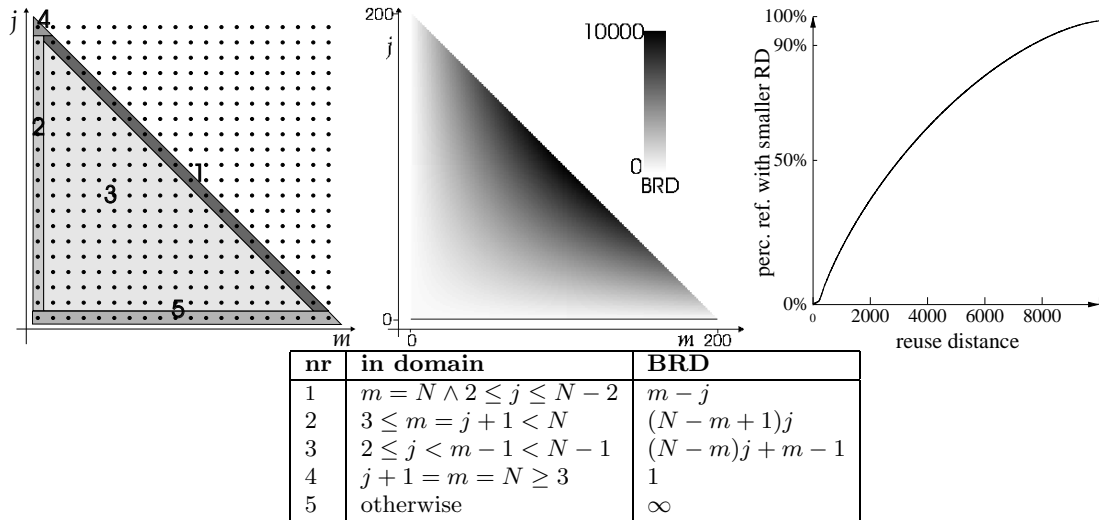 j
4
2
3
1
5
m
200
j
0
0
m
200
10000
0
BRD
perc. ref. with smaller RD
100%
90%
50%
0%
0 2000 4000 6000 8000
reuse distance
nr in domain BRD
1 m = N ∧ 2 ≤ j ≤ N − 2 m − j
2 3 ≤ m = j + 1 < N (N − m + 1)j
3 2 ≤ j < m − 1 < N − 1 (N − m)j + m − 1
4 j + 1 = m = N ≥ 3 1
5 otherwise ∞